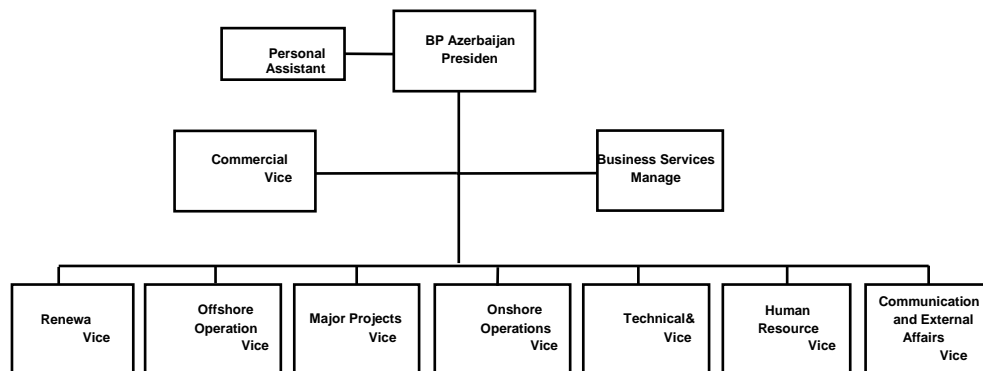 BP Azerbaijan
Presiden
Personal
Assistant
Commercial
Vice
Business Services
Manage
Renewa
Vice
Offshore
Operation
Vice
Major Projects
Vice
Onshore
Operations
Vice
Technical&
Vice
Human
Resource
Vice
Communication
and External
Affairs
Vice